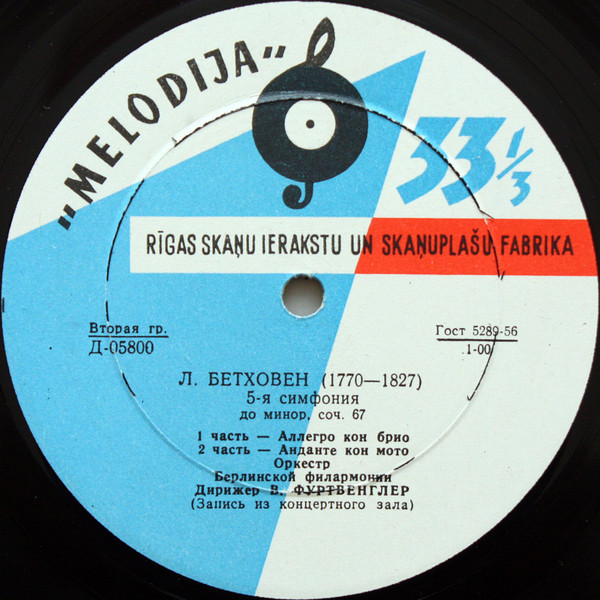 "MELODIJA"
33 1/3
RĪGAS SKAŅU IERAKSTU UN SKAŅUPLAŠU FABRIKA
Вторая гр.
Д-05800
Гост 5289-56
1-00
Л. БЕТХОВЕН (1770—1827)
5-я симфония
до минор, соч. 67
1 часть — Аллегро кон брио
2 часть — Анданте кон мото
Оркестр
Берлинской филармонии
Дирижер В. ФУРТВЕНГЛЕР
(Запись из концертного зала)